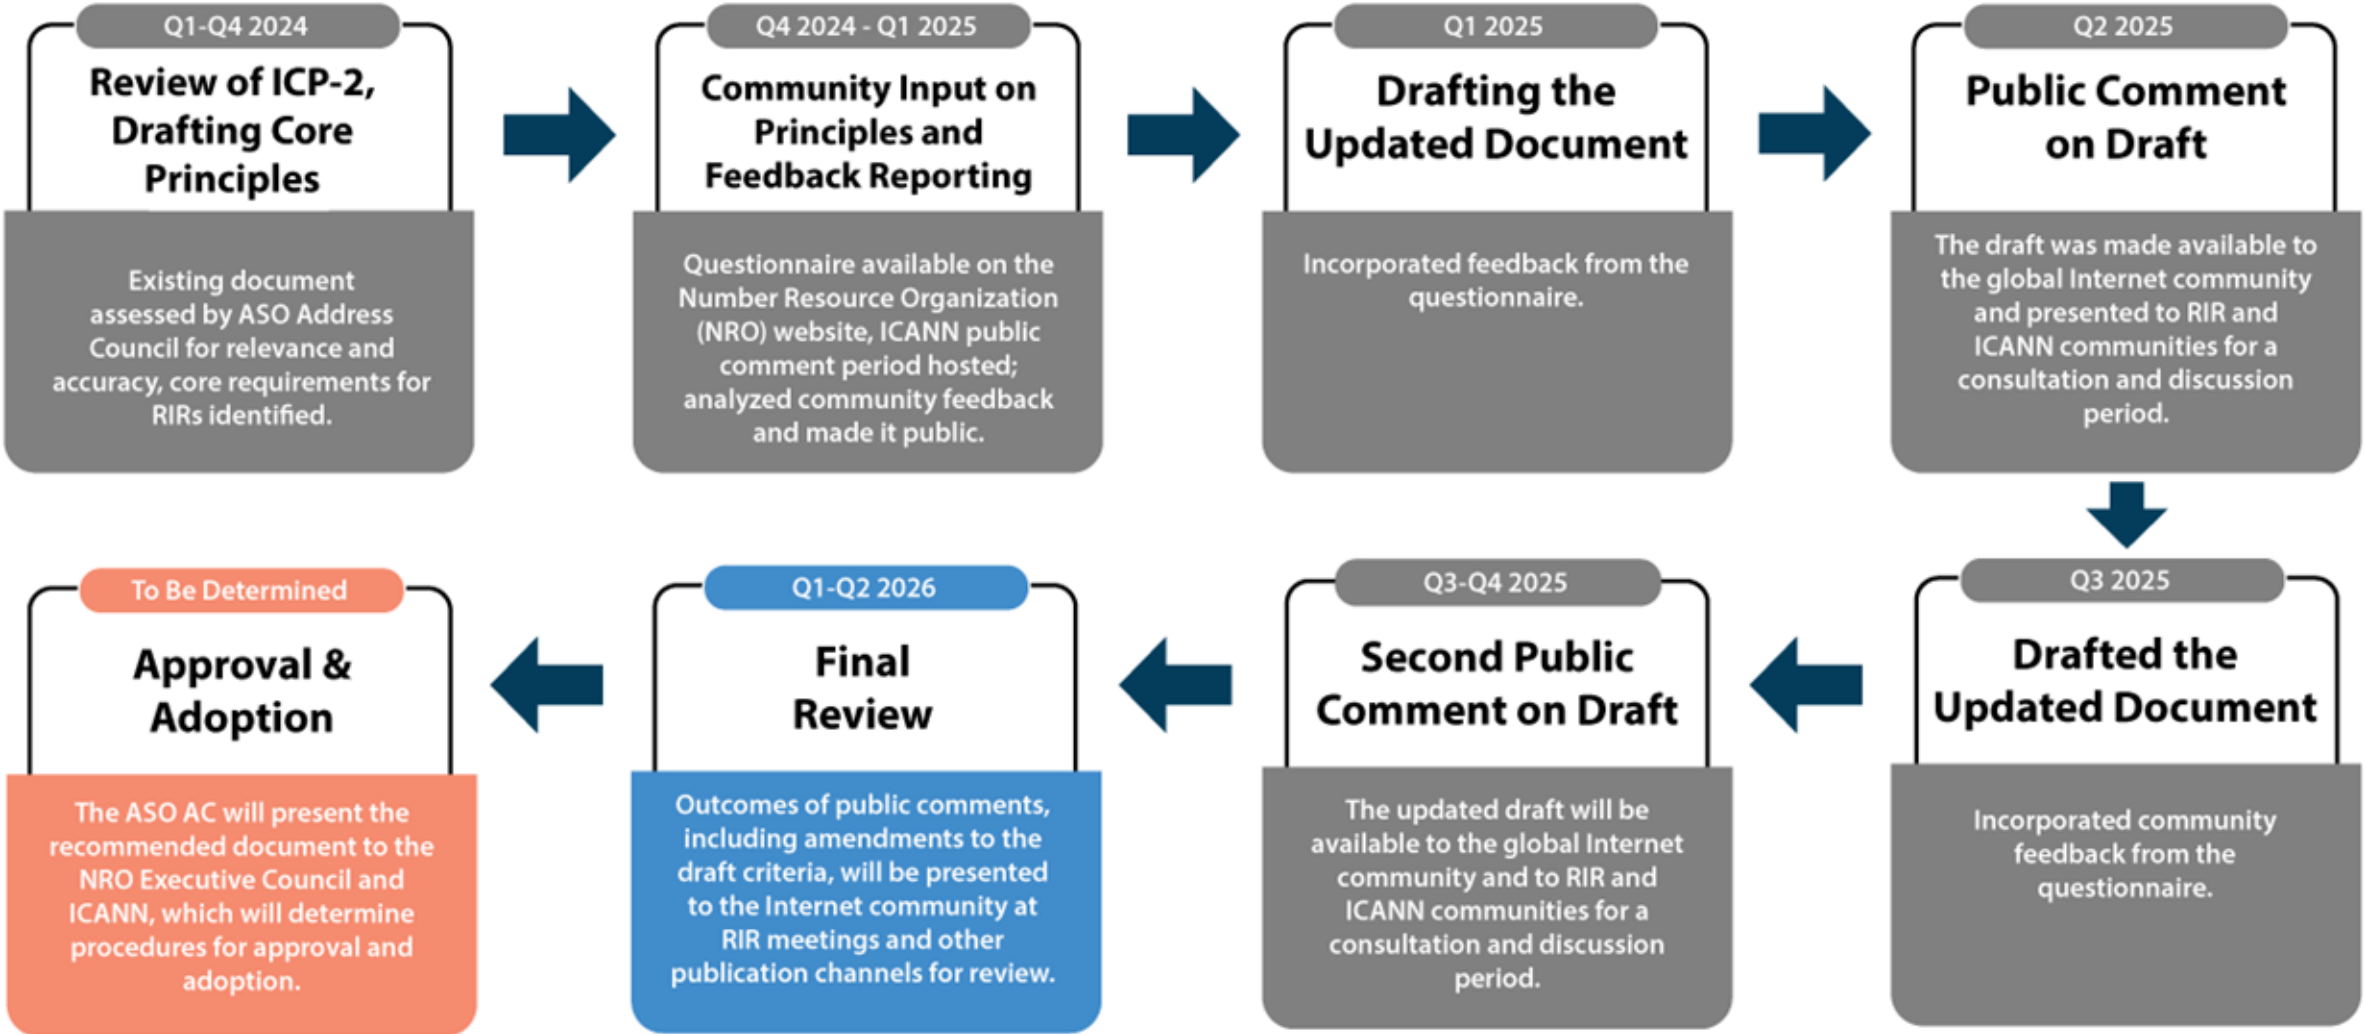 Q1-Q4 2024
Review of ICP-2,
Drafting Core
Principles
Existing document
assessed by ASO Address
Council for relevance and
accuracy, core requirements for
RIRs identified.
Q4 2024 - Q1 2025
Community Input on
Principles and
Feedback Reporting
Questionnaire available on the
Number Resource Organization
(NRO) website, ICANN public
comment period hosted;
analyzed community feedback
and made it public.
Q1 2025
Drafting the
Updated Document
Incorporated feedback from the
questionnaire.
Q2 2025
Public Comment
on Draft
The draft was made available to
the global Internet community
and presented to RIR and
ICANN communities for a
consultation and discussion
period.
Q3 2025
Drafted the
Updated Document
Incorporated community
feedback from the
questionnaire.
Q3-Q4 2025
Second Public
Comment on Draft
The updated draft will be
available to the global Internet
community and to RIR and
ICANN communities for a
consultation and discussion
period.
Q1-Q2 2026
Final
Review
Outcomes of public comments,
including amendments to the
draft criteria, will be presented
to the Internet community at
RIR meetings and other
publication channels for review.
To Be Determined
Approval &
Adoption
The ASO AC will present the
recommended document to the
NRO Executive Council and
ICANN, which will determine
procedures for approval and
adoption.